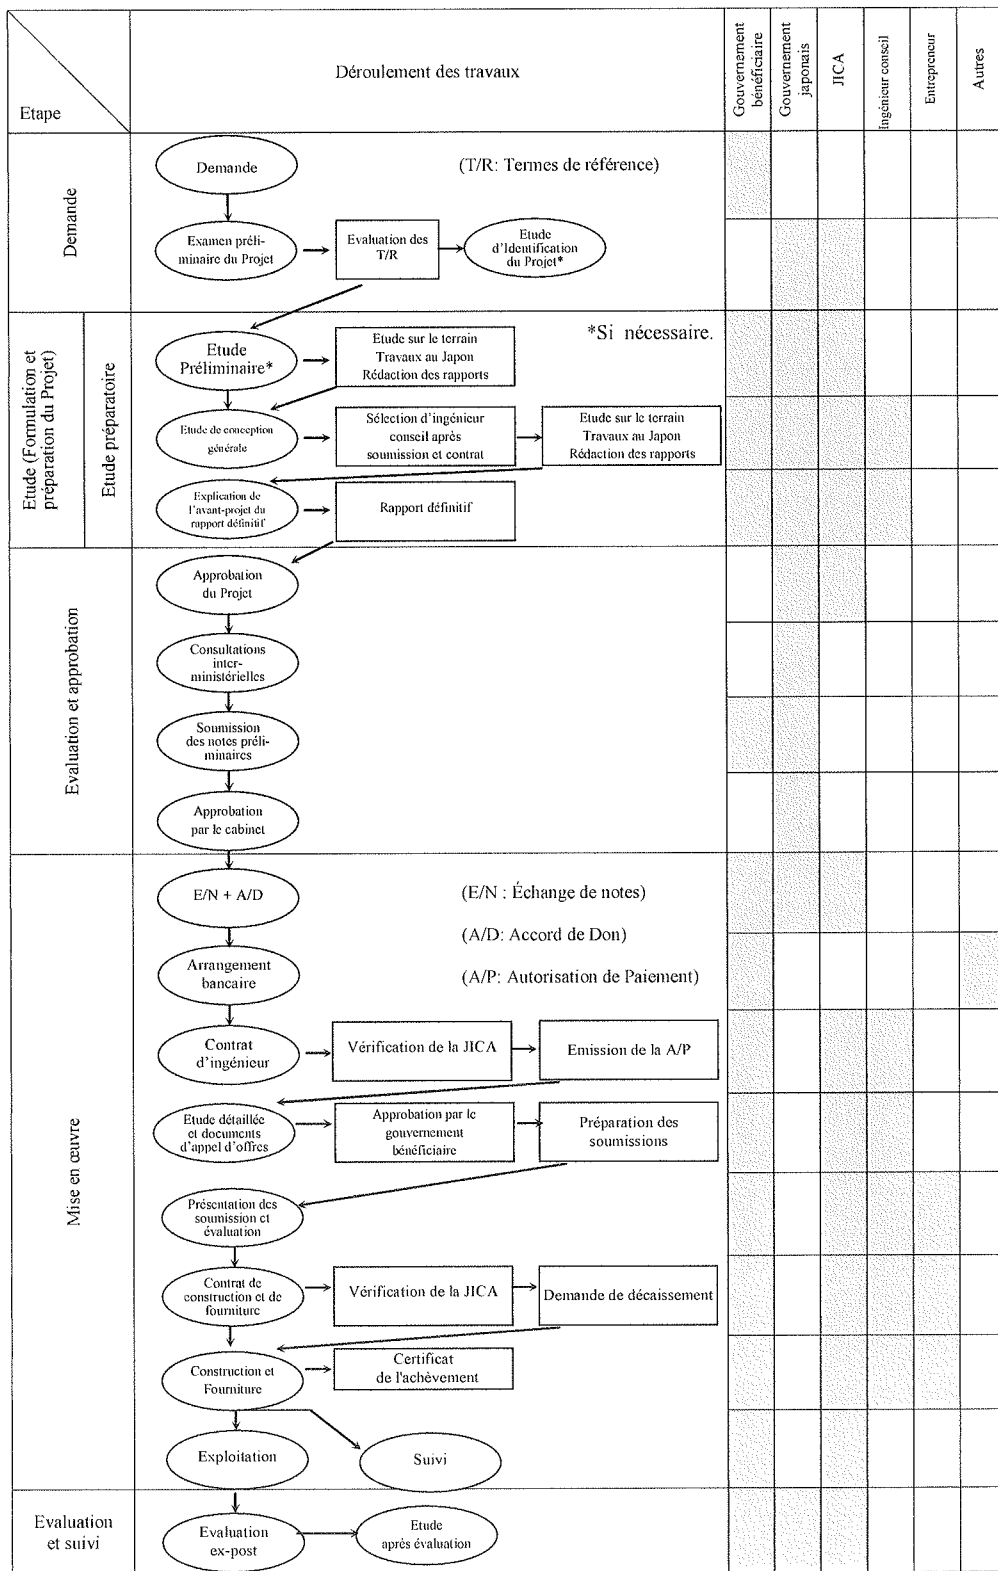 Etape
Déroulement des travaux
Gouvernement
bénéficiaire
Gouvernement
japonais
JICA
Ingénieur conseil
Entrepreneur
Autres
Demande
Demande
(T/R: Termes de référence)
Examen préli-
minaire du Projet
Evaluation des
T/R
Etude
d'Identification
du Projet*
Etude (Formulation et
préparation du Projet)
Etude préparatoire
*Si nécessaire.
Etude
Préliminaire*
Etude sur le terrain
Travaux au Japon
Rédaction des rapports
Etude de conception
générale
Sélection d'ingénieur
conseil après
soumission et contrat
Etude sur le terrain
Travaux au Japon
Rédaction des rapports
Explication de
l'avant-projet du
rapport définitif
Rapport définitif
Evaluation et approbation
Approbation
du Projet
Consultations
inter-
ministérielles
Soumission
des notes préli-
minaires
Approbation
par le cabinet
Mise en œuvre
E/N + A/D
(E/N : Échange de notes)
(A/D: Accord de Don)
Arrangement
bancaire
(A/P: Autorisation de Paiement)
Contrat
d'ingénieur
Vérification de la JICA
Emission de la A/P
Etude détaillée
et documents
d'appel d'offres
Approbation par le
gouvernement
bénéficiaire
Préparation des
soumissions
Présentation des
soumission et
évaluation
Contrat de
construction et de
fourniture
Vérification de la JICA
Demande de décaissement
Construction et
Fourniture
Certificat
de l'achèvement
Exploitation
Suivi
Evaluation
et suivi
Evaluation
ex-post
Etude
après évaluation